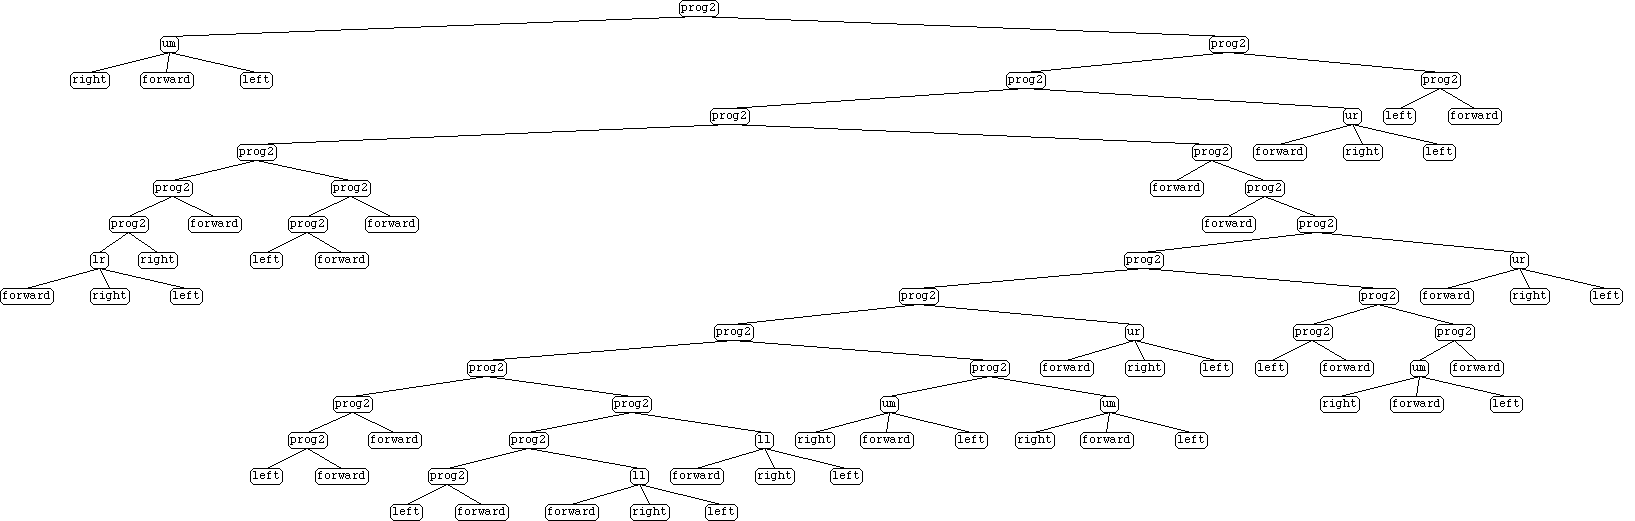 prog2
um prog2
right forward left prog2 prog2
prog2 ur left forward
prog2 prog2 forward right left
prog2 prog2 forward prog2
prog2 forward prog2 forward forward prog2
lr right left forward prog2 ur
forward right left prog2 prog2 forward right left
prog2 ur prog2 prog2
prog2 prog2 forward right left left forward um forward
prog2 prog2 um um right forward left
prog2 forward prog2 ll right forward left right forward left
left forward prog2 ll forward right left
left forward forward right left